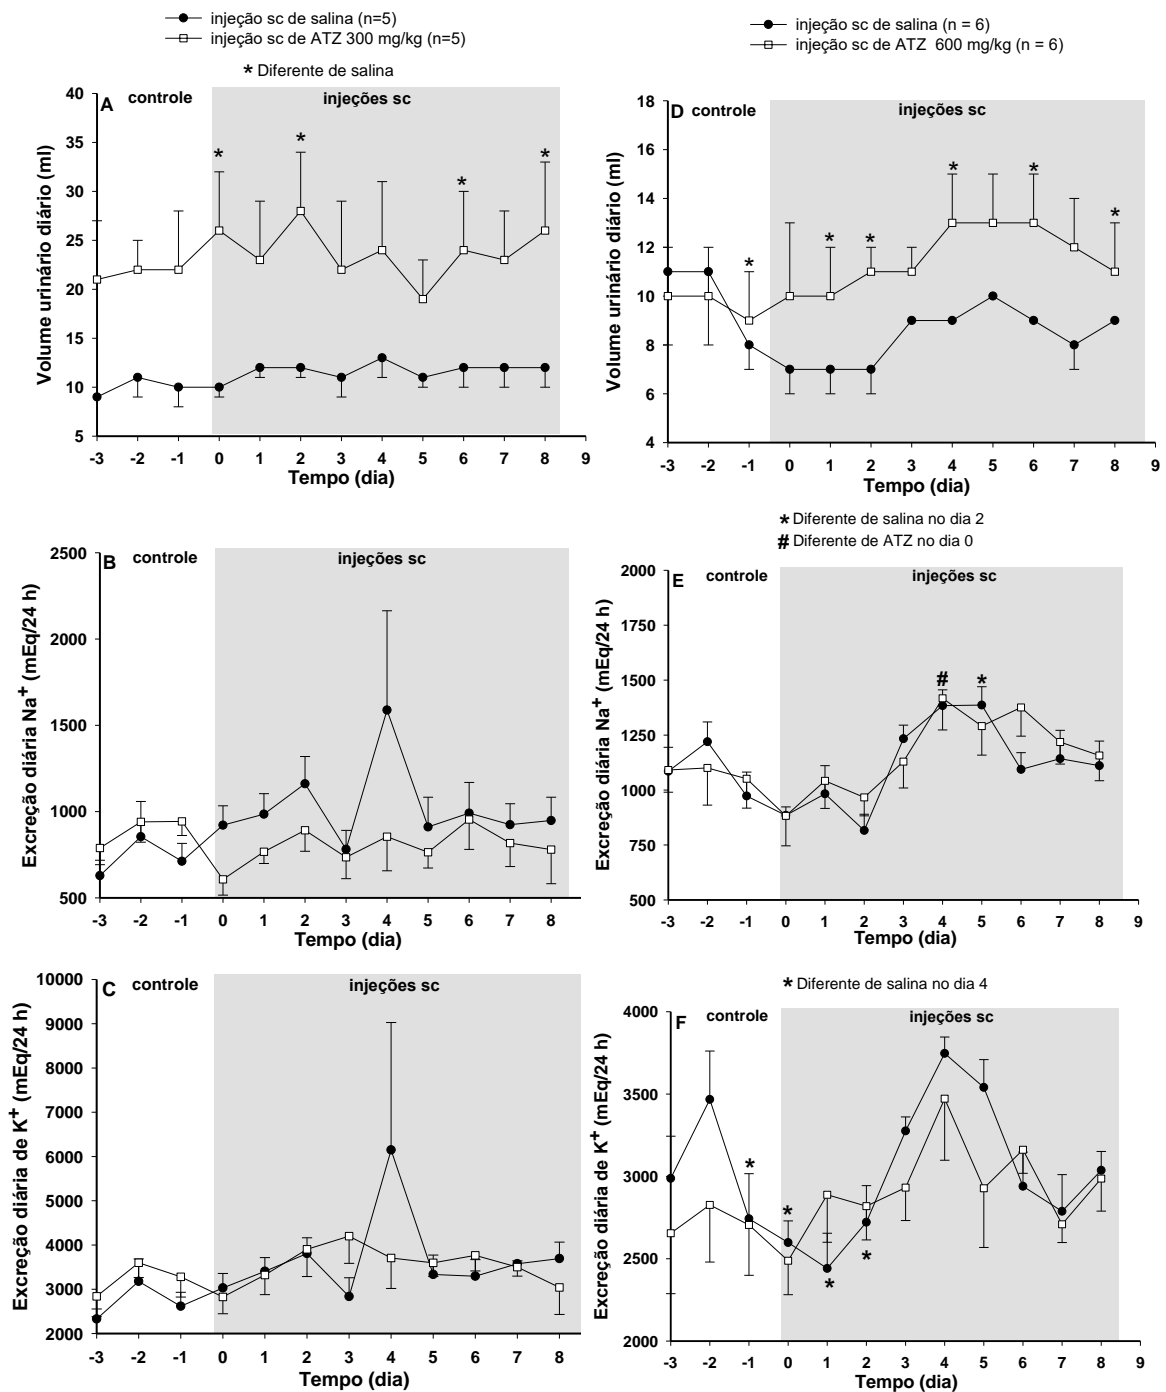 injeção sc de salina (n=5)
injeção sc de ATZ 300 mg/kg (n=5)
* Diferente de salina
A controle injeções sc
40
35
30
25
20
15
10
5
Volume urinário diário (ml)
-3 -2 -1 0 1 2 3 4 5 6 7 8 9
Tempo (dia)
* * * *
injeção sc de salina (n = 6)
injeção sc de ATZ 600 mg/kg (n = 6)
D controle injeções sc
18
16
14
12
10
8
6
4
Volume urinário diário (ml)
-3 -2 -1 0 1 2 3 4 5 6 7 8 9
Tempo (dia)
* * * * * *
B controle injeções sc
2500
2000
1500
1000
500
Excreção diária Na+ (mEq/24 h)
-3 -2 -1 0 1 2 3 4 5 6 7 8
Tempo (dia)
* Diferente de salina no dia 2
# Diferente de ATZ no dia 0
E controle injeções sc
2000
1750
1500
1250
1000
750
500
Excreção diária Na+ (mEq/24 h)
-3 -2 -1 0 1 2 3 4 5 6 7 8 9
Tempo (dia)
# *
C controle injeções sc
10000
9000
8000
7000
6000
5000
4000
3000
2000
Excreção diária de K+ (mEq/24 h)
-3 -2 -1 0 1 2 3 4 5 6 7 8
Tempo (dia)
* Diferente de salina no dia 4
F controle injeções sc
4000
3500
3000
2500
2000
Excreção diária de K+ (mEq/24 h)
-3 -2 -1 0 1 2 3 4 5 6 7 8 9
Tempo (dia)
* * * *